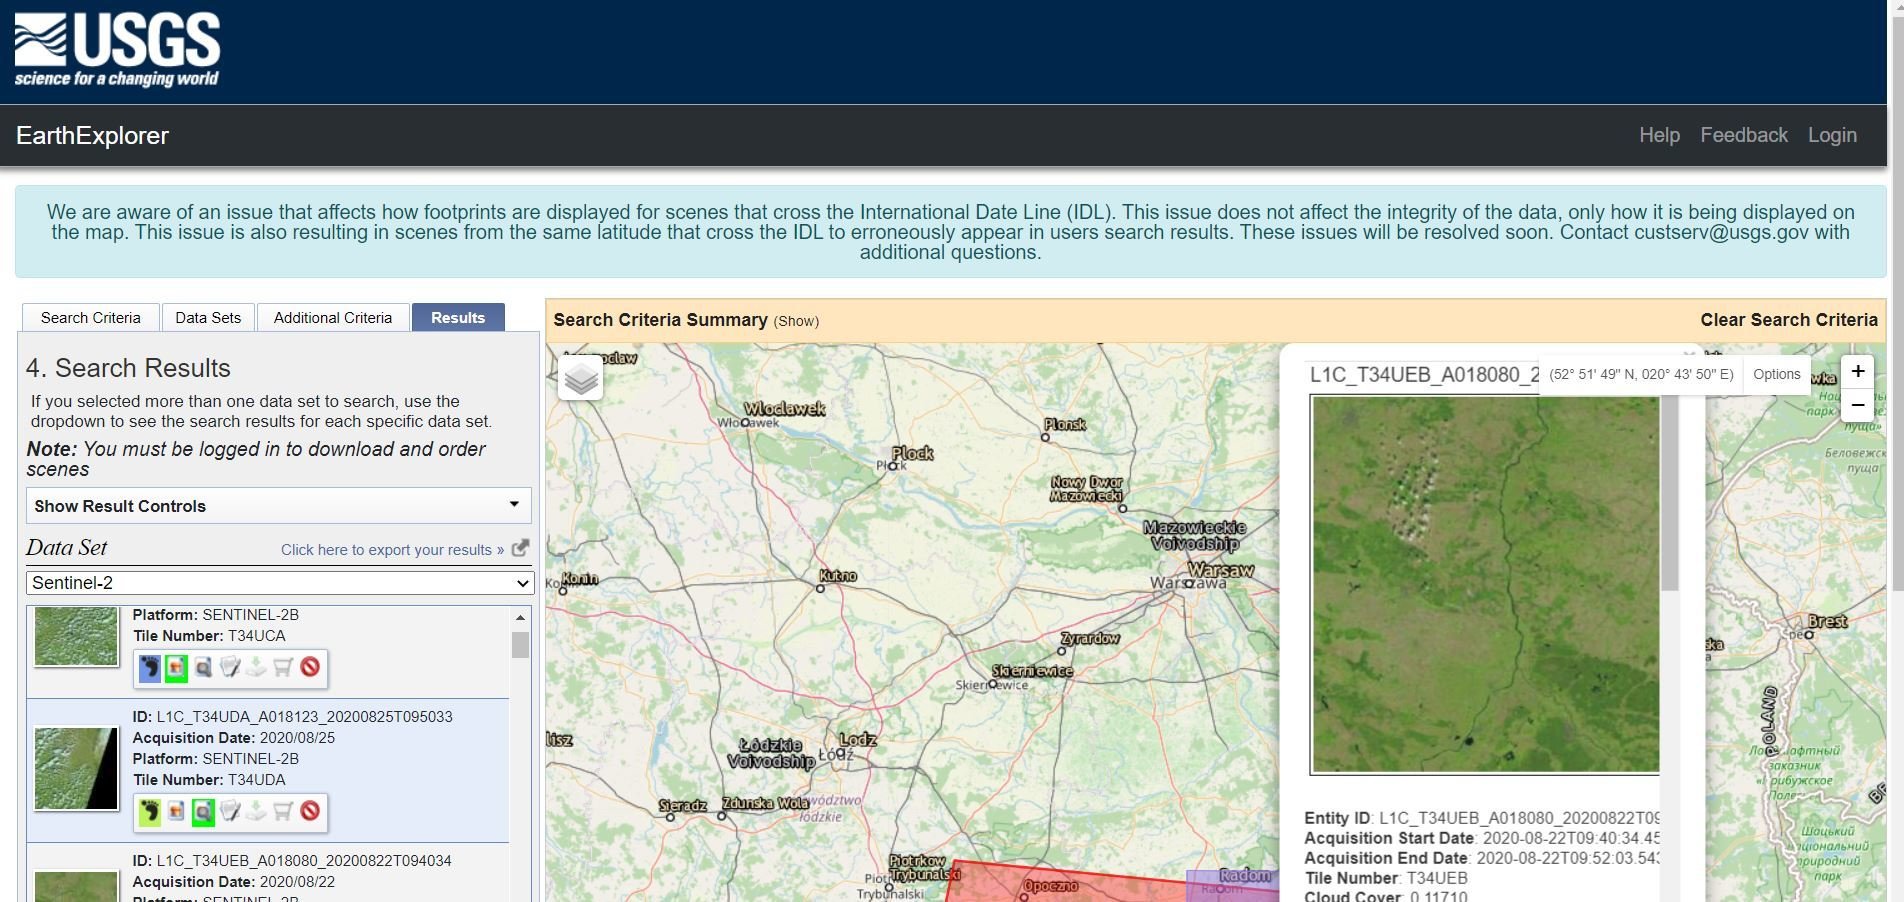 USGS
science for a changing world
EarthExplorer
Help Feedback Login
We are aware of an issue that affects how footprints are displayed for scenes that cross the International Date Line (IDL). This issue does not affect the integrity of the data, only how it is being displayed on
the map. This issue is also resulting in scenes from the same latitude that cross the IDL to erroneously appear in users search results. These issues will be resolved soon. Contact custserv@usgs.gov with
additional questions.
Search Criteria Data Sets Additional Criteria Results
4. Search Results
If you selected more than one data set to search, use the
dropdown to see the search results for each specific data set.
Note: You must be logged in to download and order
scenes
Show Result Controls
Data Set Click here to export your results »
Sentinel-2
Platform: SENTINEL-2B
Tile Number: T34UCA
ID: L1C_T34UDA_A018123_20200825T095033
Acquisition Date: 2020/08/25
Platform: SENTINEL-2B
Tile Number: T34UDA
ID: L1C_T34UEB_A018080_20200822T094034
Acquisition Date: 2020/08/22
Platform: SENTINEL-2B
Search Criteria Summary (Show) Clear Search Criteria
(52° 51' 49" N, 020° 43' 50" E) Options
+
−
Wloclawek
Włocławek
Plock
Płock
Plonsk
Nowy Dwor
Mazowiecki
Mazowieckie
Voivodship
Warsaw
Warszawa
Konin
Kutno
Zyrardow
Skierniewice
Skierniewice
Łódzkie
Voivodship
Lodz
Łódź
Sieradz
Zdunska Wola
województwo
łódzkie
Piotrkow
Trybunalski
Piotrków
Trybunalski
Opoczno
Radom
Radom
L1C_T34UEB_A018080_2
Entity ID: L1C_T34UEB_A018080_20200822T09
Acquisition Start Date: 2020-08-22T09:40:34.45
Acquisition End Date: 2020-08-22T09:52:03.543
Tile Number: T34UEB
Cloud Cover: 0.11710
Беловежск
пуща
Brest
POLAND
заказник
Шацький
природний
парк